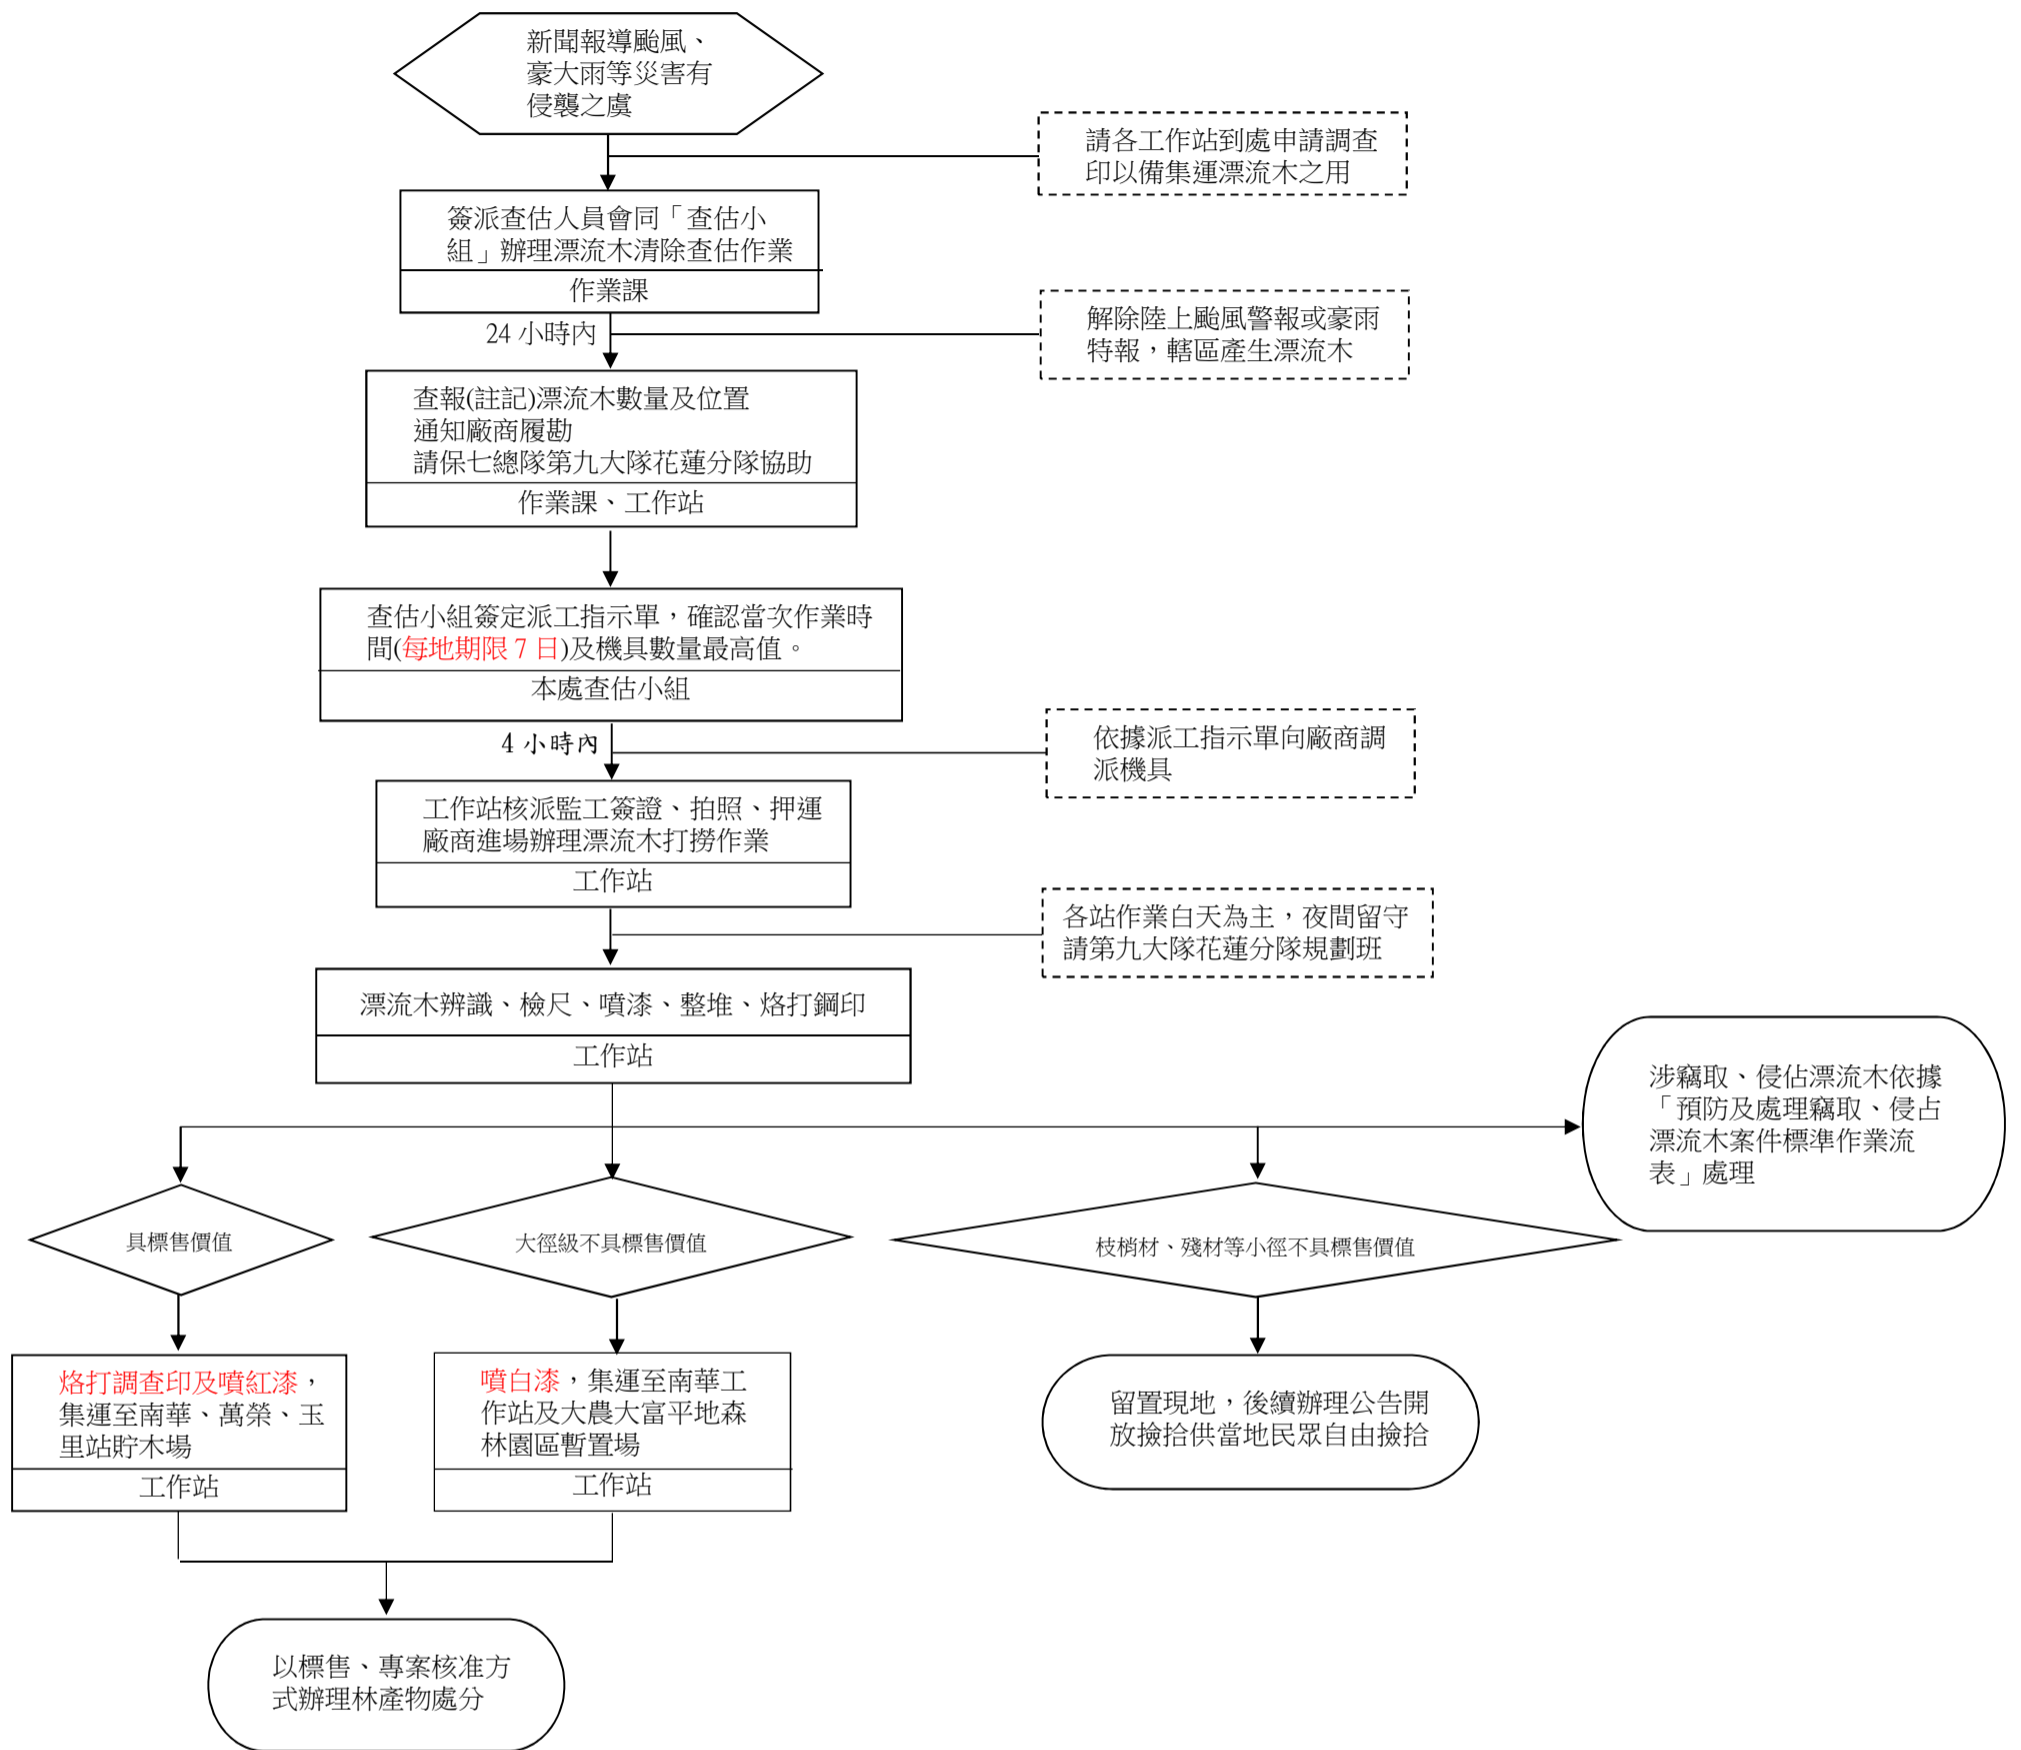 新聞報導颱風、
豪大雨等災害有
侵襲之虞
請各工作站到處申請調查
印以備集運漂流木之用
簽派查估人員會同「查估小
組」辦理漂流木清除查估作業
作業課
24 小時內
解除陸上颱風警報或豪雨
特報，轄區產生漂流木
查報(註記)漂流木數量及位置
通知廠商履勘
請保七總隊第九大隊花蓮分隊協助
作業課、工作站
查估小組簽定派工指示單，確認當次作業時
間(每地期限 7 日)及機具數量最高值。
本處查估小組
4 小時內
依據派工指示單向廠商調
派機具
工作站核派監工簽證、拍照、押運
廠商進場辦理漂流木打撈作業
工作站
各站作業白天為主，夜間留守
請第九大隊花蓮分隊規劃班
漂流木辨識、檢尺、噴漆、整堆、烙打鋼印
工作站
涉竊取、侵佔漂流木依據
「預防及處理竊取、侵占
漂流木案件標準作業流
表」處理
具標售價值
大徑級不具標售價值
枝梢材、殘材等小徑不具標售價值
烙打調查印及噴紅漆，
集運至南華、萬榮、玉
里站貯木場
工作站
噴白漆，集運至南華工
作站及大農大富平地森
林園區暫置場
工作站
留置現地，後續辦理公告開
放撿拾供當地民眾自由撿拾
以標售、專案核准方
式辦理林產物處分